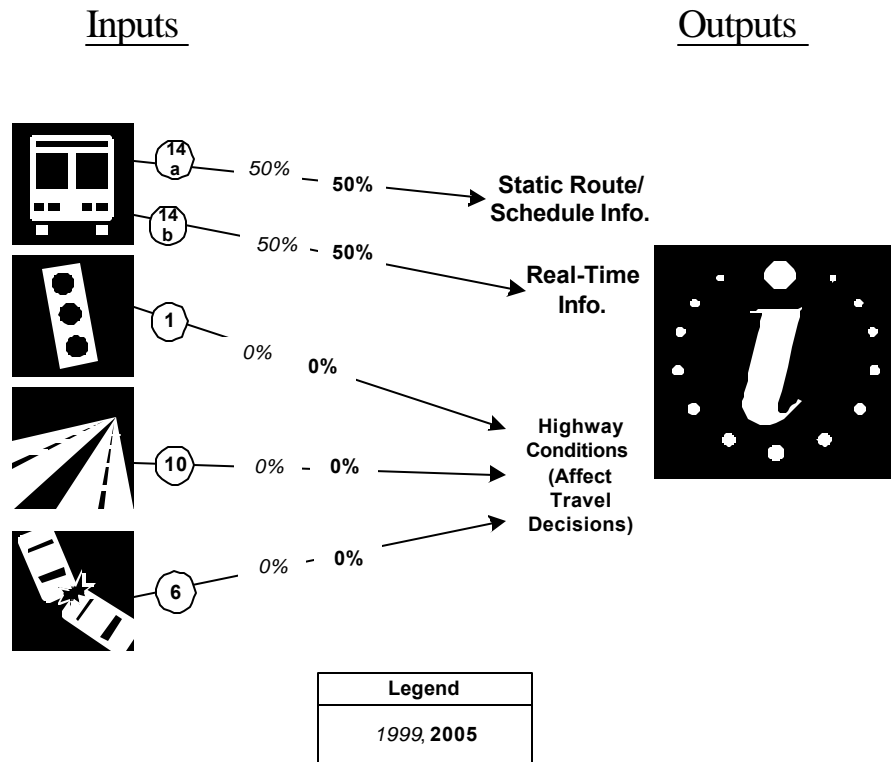 Inputs
Outputs
14
a
50%
50%
Static Route/
Schedule Info.
14
b
50%
50%
Real-Time
Info.
1
0%
0%
Highway
Conditions
(Affect
Travel
Decisions)
10
0%
0%
6
0%
0%
i
Legend
1999, 2005